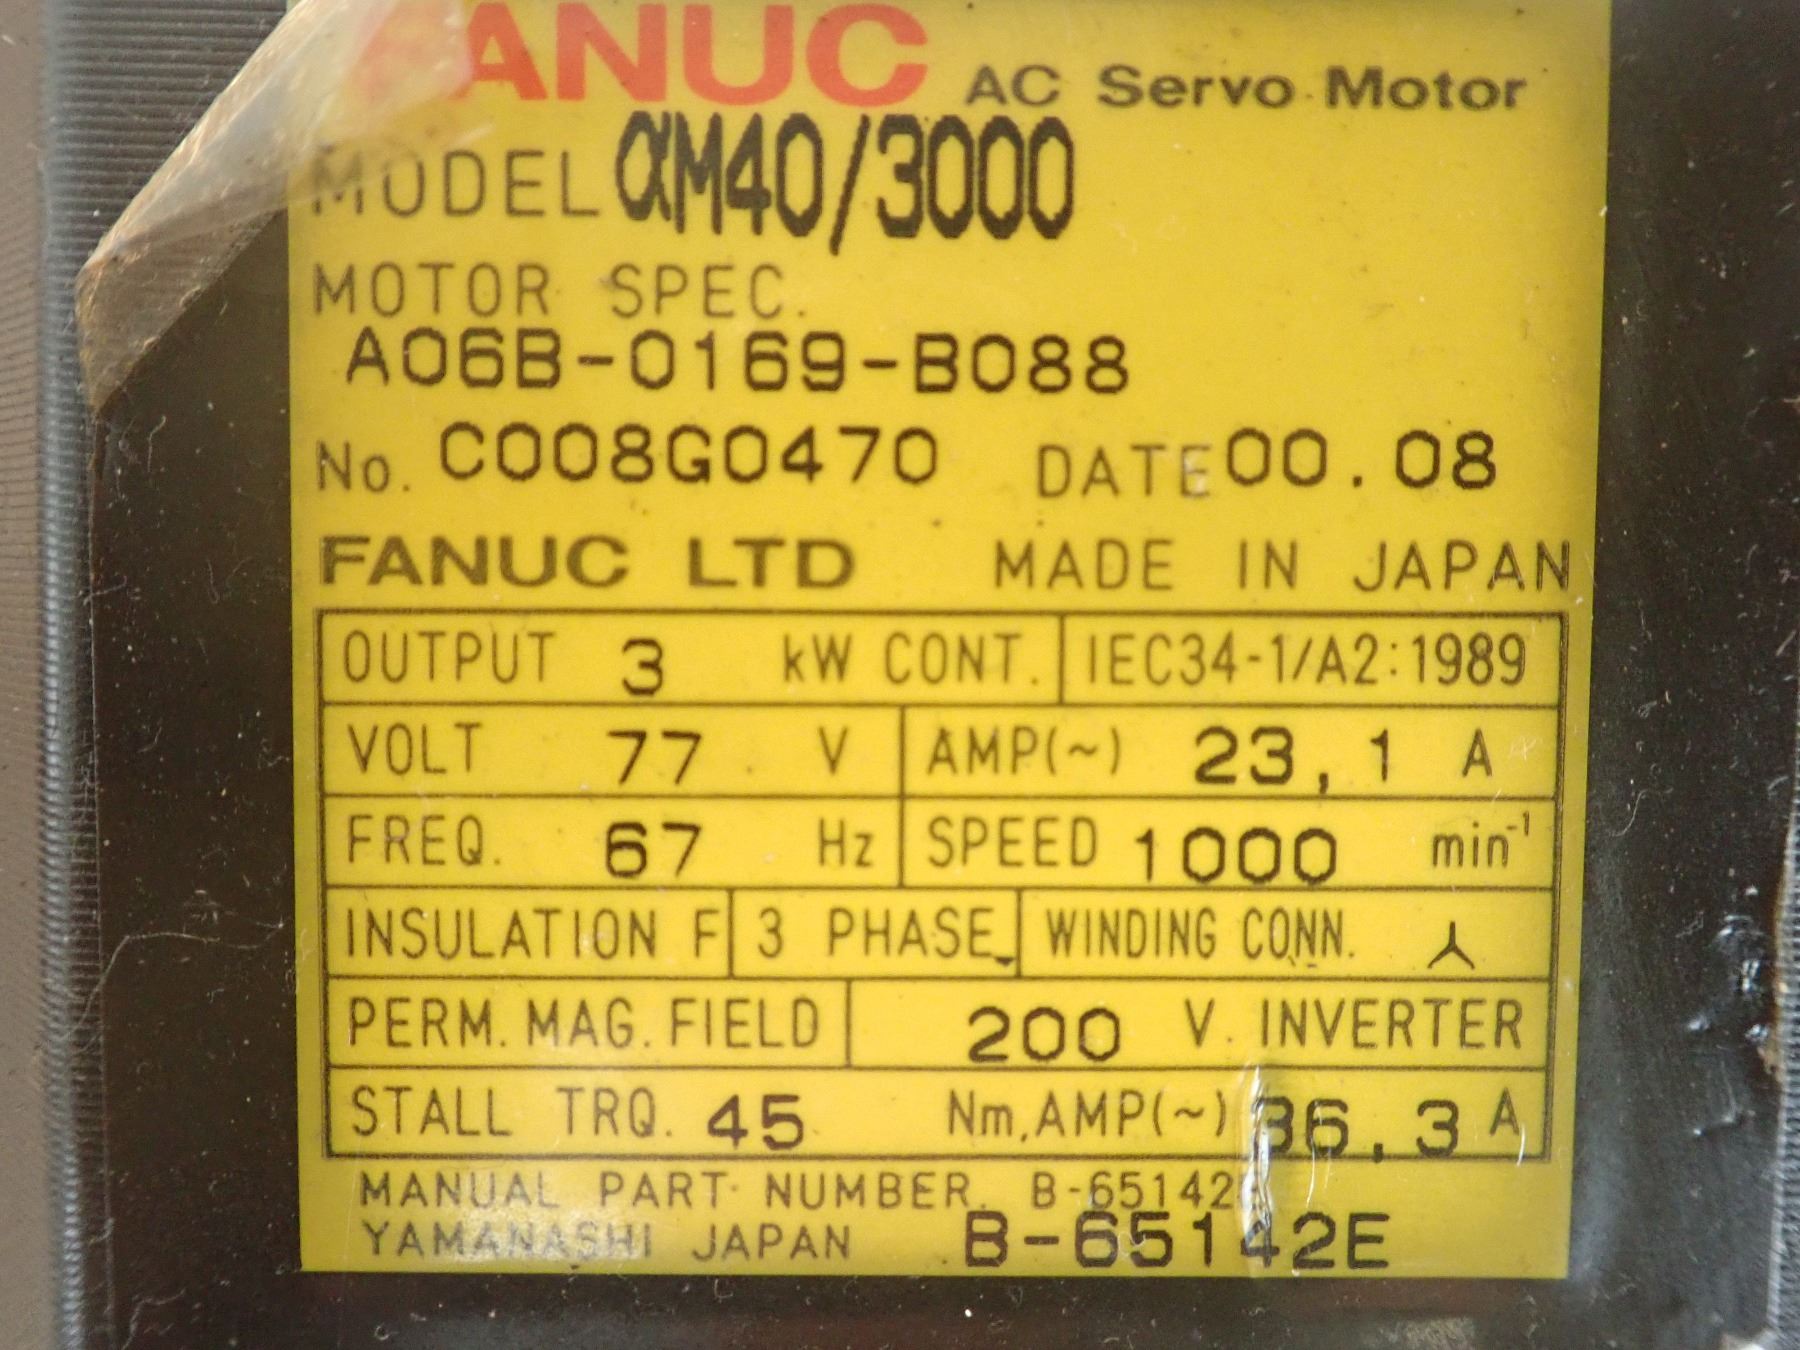 FANUC AC Servo Motor
MODEL αM40/3000
MOTOR SPEC.
A06B-0169-B088
No. C008G0470 DATE 00.08
FANUC LTD MADE IN JAPAN
OUTPUT 3 kW CONT. IEC34-1/A2:1989
VOLT 77 V AMP(~) 23,1 A
FREQ. 67 Hz SPEED 1000 min⁻¹
INSULATION F 3 PHASE WINDING CONN.
PERM. MAG. FIELD 200 V. INVERTER
STALL TRQ. 45 Nm, AMP(~) 36,3 A
MANUAL PART NUMBER. B-65142
YAMANASHI JAPAN B-65142E